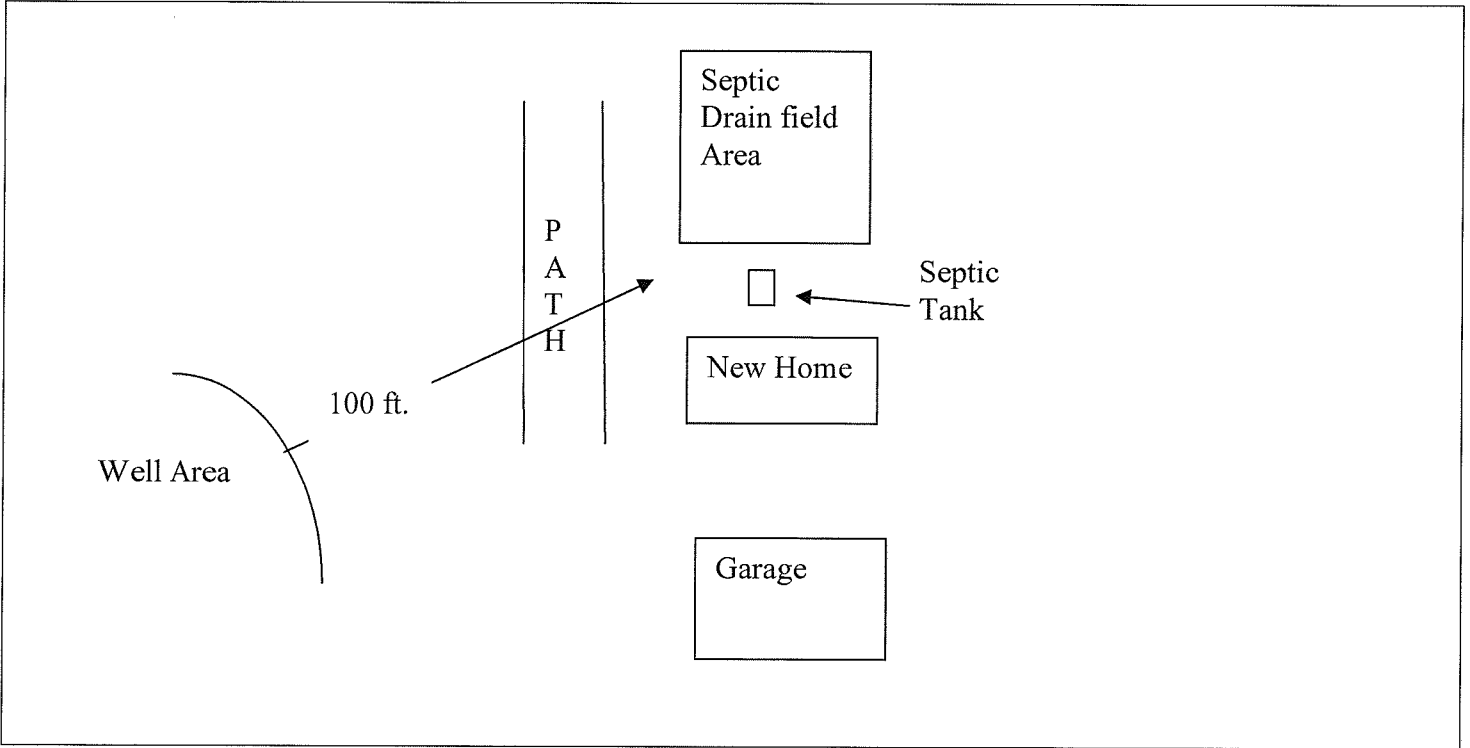 Septic
Drain field
Area
P
A
T
H
Septic
Tank
New Home
100 ft.
Well Area
Garage